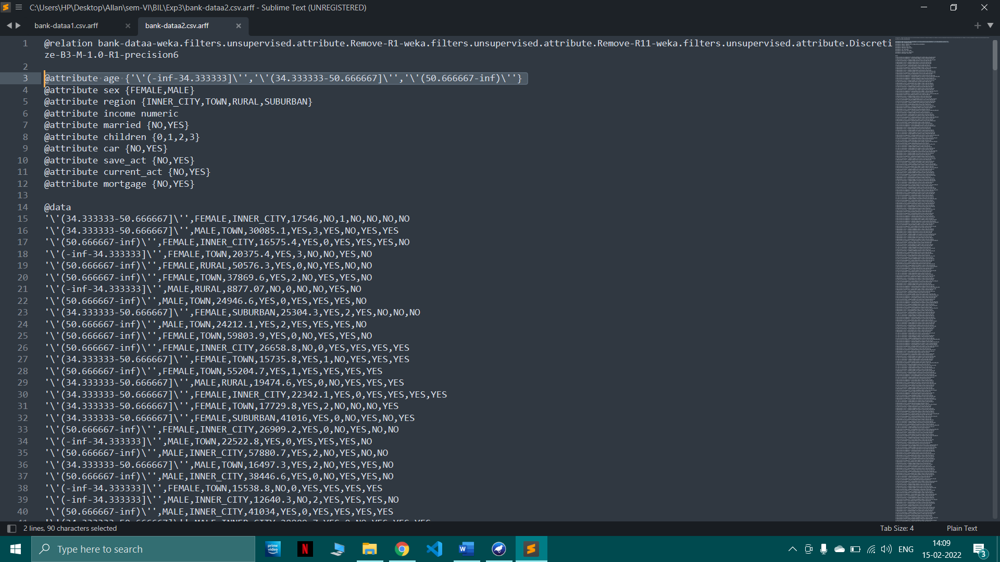 C:\Users\HP\Desktop\Allan\sem-VI\BIL\Exp3\bank-dataa2.csv.arff - Sublime Text (UNREGISTERED)
bank-dataa1.csv.arff
bank-dataa2.csv.arff
1 @relation bank-dataa-weka.filters.unsupervised.attribute.Remove-R1-weka.filters.unsupervised.attribute.Remove-R11-weka.filters.unsupervised.attribute.Discreti
ze-B3-M-1.0-R1-precision6
2
3 @attribute age {'\'(-inf-34.333333]\'','\'(34.333333-50.666667]\'','\'(50.666667-inf)\''}
4 @attribute sex {FEMALE,MALE}
5 @attribute region {INNER_CITY,TOWN,RURAL,SUBURBAN}
6 @attribute income numeric
7 @attribute married {NO,YES}
8 @attribute children {0,1,2,3}
9 @attribute car {NO,YES}
10 @attribute save_act {NO,YES}
11 @attribute current_act {NO,YES}
12 @attribute mortgage {NO,YES}
13
14 @data
15 '\'(34.333333-50.666667]\'',FEMALE,INNER_CITY,17546,NO,1,NO,NO,NO,NO
16 '\'(34.333333-50.666667]\'',MALE,TOWN,30085.1,YES,3,YES,NO,YES,YES
17 '\'(50.666667-inf)\'',FEMALE,INNER_CITY,16575.4,YES,0,YES,YES,YES,NO
18 '\'(-inf-34.333333]\'',FEMALE,TOWN,20375.4,YES,3,NO,NO,YES,NO
19 '\'(50.666667-inf)\'',FEMALE,RURAL,50576.3,YES,0,NO,YES,NO,NO
20 '\'(50.666667-inf)\'',FEMALE,TOWN,37869.6,YES,2,NO,YES,YES,NO
21 '\'(-inf-34.333333]\'',MALE,RURAL,8877.07,NO,0,NO,NO,YES,NO
22 '\'(50.666667-inf)\'',MALE,TOWN,24946.6,YES,0,YES,YES,YES,NO
23 '\'(34.333333-50.666667]\'',FEMALE,SUBURBAN,25304.3,YES,2,YES,NO,NO,NO
24 '\'(50.666667-inf)\'',MALE,TOWN,24212.1,YES,2,YES,YES,YES,NO
25 '\'(50.666667-inf)\'',FEMALE,TOWN,59803.9,YES,0,NO,YES,YES,NO
26 '\'(50.666667-inf)\'',FEMALE,INNER_CITY,26658.8,NO,0,YES,YES,YES,YES
27 '\'(34.333333-50.666667]\'',FEMALE,TOWN,15735.8,YES,1,NO,YES,YES,YES
28 '\'(50.666667-inf)\'',FEMALE,TOWN,55204.7,YES,1,YES,YES,YES,YES
29 '\'(34.333333-50.666667]\'',MALE,RURAL,19474.6,YES,0,NO,YES,YES,YES
30 '\'(34.333333-50.666667]\'',FEMALE,INNER_CITY,22342.1,YES,0,YES,YES,YES,YES
31 '\'(34.333333-50.666667]\'',FEMALE,TOWN,17729.8,YES,2,NO,NO,NO,YES
32 '\'(34.333333-50.666667]\'',FEMALE,SUBURBAN,41016,YES,0,NO,YES,NO,YES
33 '\'(50.666667-inf)\'',FEMALE,INNER_CITY,26909.2,YES,0,NO,YES,NO,NO
34 '\'(-inf-34.333333]\'',MALE,TOWN,22522.8,YES,0,YES,YES,YES,NO
35 '\'(50.666667-inf)\'',MALE,INNER_CITY,57880.7,YES,2,NO,YES,NO,NO
36 '\'(34.333333-50.666667]\'',MALE,TOWN,16497.3,YES,2,NO,YES,YES,NO
37 '\'(50.666667-inf)\'',MALE,INNER_CITY,38446.6,YES,0,NO,YES,YES,NO
38 '\'(-inf-34.333333]\'',FEMALE,TOWN,15538.8,NO,0,YES,YES,YES,YES
39 '\'(-inf-34.333333]\'',MALE,INNER_CITY,12640.3,NO,2,YES,YES,YES,NO
40 '\'(50.666667-inf)\'',MALE,INNER_CITY,41034,YES,0,YES,YES,YES,YES
2 lines, 90 characters selected
Tab Size: 4
Plain Text
Type here to search
prime video
ENG
14:09
15-02-2022
3